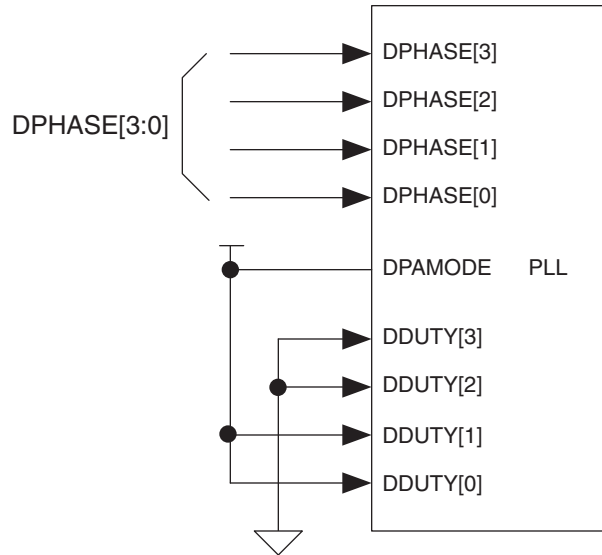 DPHASE[3]
DPHASE[2]
DPHASE[3:0]
DPHASE[1]
DPHASE[0]
DPAMODE PLL
DDUTY[3]
DDUTY[2]
DDUTY[1]
DDUTY[0]